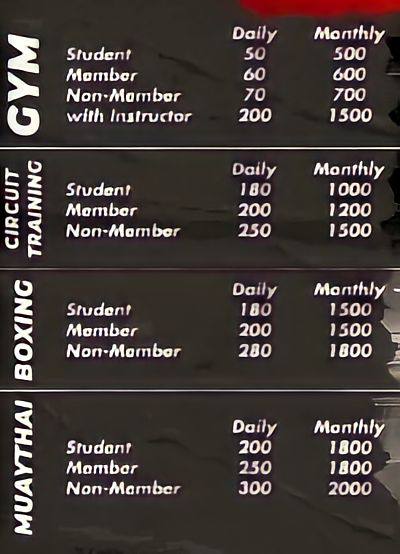 GYM
Daily Monthly
Student 50 500
Member 60 600
Non-Member 70 700
with Instructor 200 1500
CIRCUIT TRAINING
Daily Monthly
Student 180 1000
Member 200 1200
Non-Member 250 1500
BOXING
Daily Monthly
Student 180 1500
Member 200 1500
Non-Member 280 1800
MUAYTHAI
Daily Monthly
Student 200 1800
Member 250 1800
Non-Member 300 2000